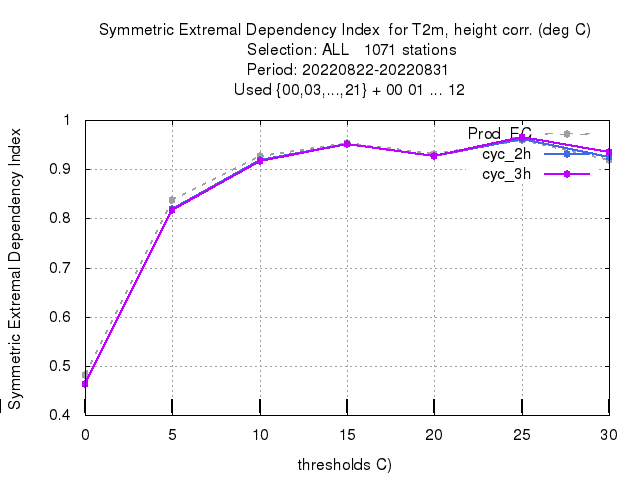 Symmetric Extremal Dependency Index  for T2m, height corr. (deg C)
Selection: ALL   1071 stations
Period: 20220822-20220831
Used {00,03,...,21} + 00 01 ... 12
Symmetric Extremal Dependency Index
1
0.9
0.8
0.7
0.6
0.5
0.4
Prod_EC
cyc_2h
cyc_3h
0 5 10 15 20 25 30
thresholds C)